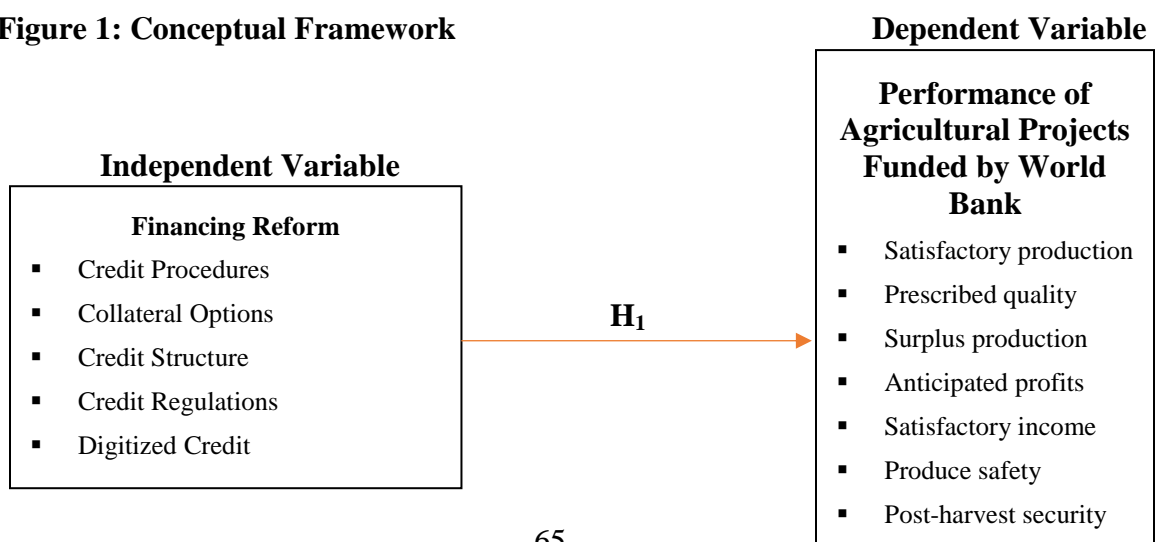 Figure 1: Conceptual Framework
Dependent Variable
Performance of
Agricultural Projects
Funded by World
Bank
▪ Satisfactory production
▪ Prescribed quality
▪ Surplus production
▪ Anticipated profits
▪ Satisfactory income
▪ Produce safety
▪ Post-harvest security
Independent Variable
Financing Reform
▪ Credit Procedures
▪ Collateral Options
▪ Credit Structure
▪ Credit Regulations
▪ Digitized Credit
H₁
65